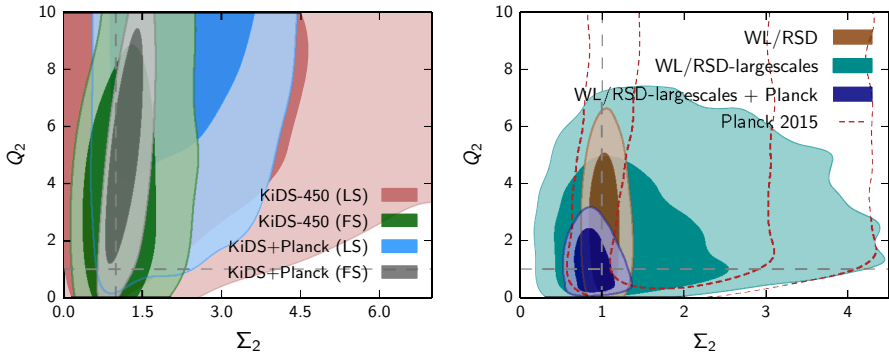 10
8
6
4
2
0
Q2
0.0 1.5 3.0 4.5 6.0
Σ2
KiDS-450 (LS)
KiDS-450 (FS)
KiDS+Planck (LS)
KiDS+Planck (FS)
10
8
6
4
2
0
Q2
0 1 2 3 4
Σ2
WL/RSD
WL/RSD-largescales
WL/RSD-largescales + Planck
Planck 2015